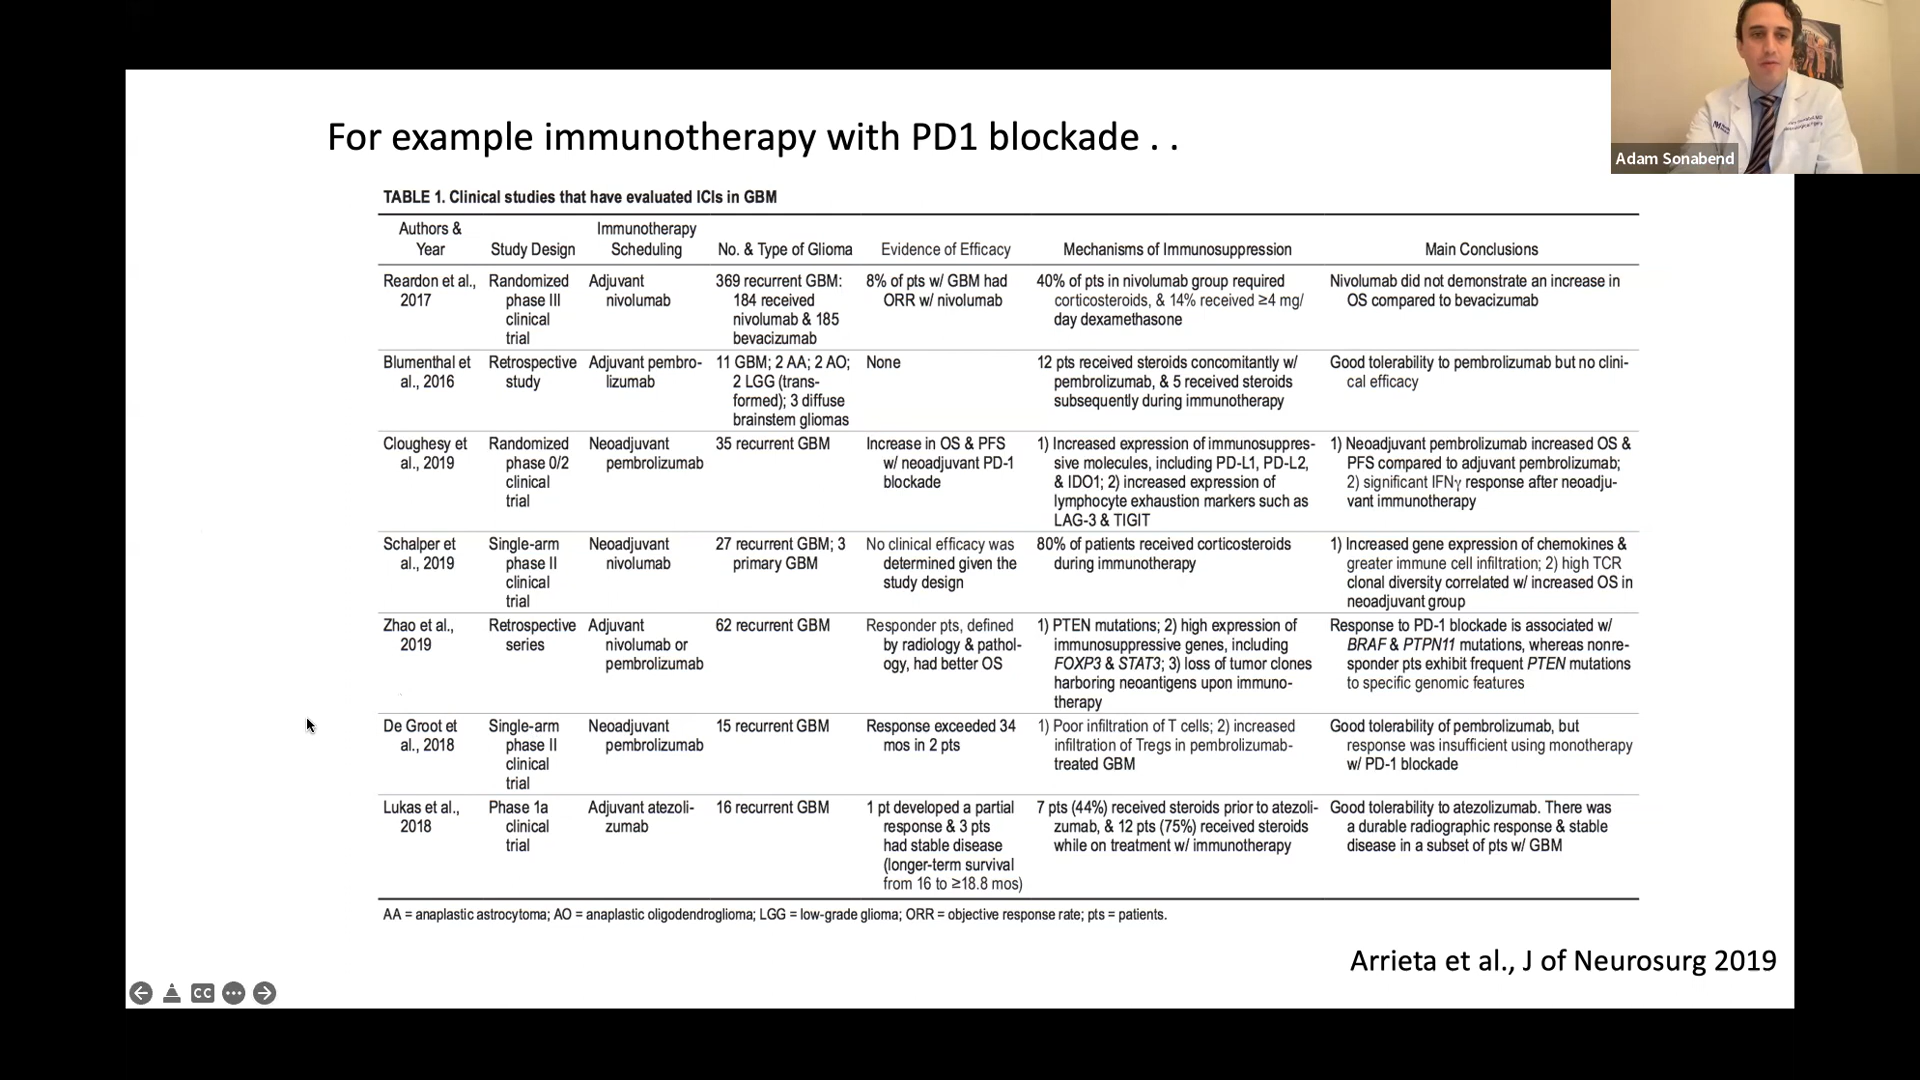 For example immunotherapy with PD1 blockade . .
Adam Sonabend
TABLE 1. Clinical studies that have evaluated ICIs in GBM
Authors & Year Study Design Immunotherapy Scheduling No. & Type of Glioma Evidence of Efficacy Mechanisms of Immunosuppression Main Conclusions
Reardon et al., 2017
Randomized phase III clinical trial
Adjuvant nivolumab
369 recurrent GBM: 184 received nivolumab & 185 bevacizumab
8% of pts w/ GBM had ORR w/ nivolumab
40% of pts in nivolumab group required corticosteroids, & 14% received ≥4 mg/day dexamethasone
Nivolumab did not demonstrate an increase in OS compared to bevacizumab
Blumenthal et al., 2016
Retrospective study
Adjuvant pembro-lizumab
11 GBM; 2 AA; 2 AO; 2 LGG (trans-formed); 3 diffuse brainstem gliomas
None
12 pts received steroids concomitantly w/ pembrolizumab, & 5 received steroids subsequently during immunotherapy
Good tolerability to pembrolizumab but no clini-cal efficacy
Cloughesy et al., 2019
Randomized phase 0/2 clinical trial
Neoadjuvant pembrolizumab
35 recurrent GBM
Increase in OS & PFS w/ neoadjuvant PD-1 blockade
1) Increased expression of immunosuppres-sive molecules, including PD-L1, PD-L2, & IDO1; 2) increased expression of lymphocyte exhaustion markers such as LAG-3 & TIGIT
1) Neoadjuvant pembrolizumab increased OS & PFS compared to adjuvant pembrolizumab; 2) significant IFNγ response after neoadju-vant immunotherapy
Schalper et al., 2019
Single-arm phase II clinical trial
Neoadjuvant nivolumab
27 recurrent GBM; 3 primary GBM
No clinical efficacy was determined given the study design
80% of patients received corticosteroids during immunotherapy
1) Increased gene expression of chemokines & greater immune cell infiltration; 2) high TCR clonal diversity correlated w/ increased OS in neoadjuvant group
Zhao et al., 2019
Retrospective series
Adjuvant nivolumab or pembrolizumab
62 recurrent GBM
Responder pts, defined by radiology & pathol-ogy, had better OS
1) PTEN mutations; 2) high expression of immunosuppressive genes, including FOXP3 & STAT3; 3) loss of tumor clones harboring neoantigens upon immuno-therapy
Response to PD-1 blockade is associated w/ BRAF & PTPN11 mutations, whereas nonre-sponder pts exhibit frequent PTEN mutations to specific genomic features
De Groot et al., 2018
Single-arm phase II clinical trial
Neoadjuvant pembrolizumab
15 recurrent GBM
Response exceeded 34 mos in 2 pts
1) Poor infiltration of T cells; 2) increased infiltration of Tregs in pembrolizumab-treated GBM
Good tolerability of pembrolizumab, but response was insufficient using monotherapy w/ PD-1 blockade
Lukas et al., 2018
Phase 1a clinical trial
Adjuvant atezoli-zumab
16 recurrent GBM
1 pt developed a partial response & 3 pts had stable disease (longer-term survival from 16 to ≥18.8 mos)
7 pts (44%) received steroids prior to atezoli-zumab, & 12 pts (75%) received steroids while on treatment w/ immunotherapy
Good tolerability to atezolizumab. There was a durable radiographic response & stable disease in a subset of pts w/ GBM
AA = anaplastic astrocytoma; AO = anaplastic oligodendroglioma; LGG = low-grade glioma; ORR = objective response rate; pts = patients.
Arrieta et al., J of Neurosurg 2019
CC